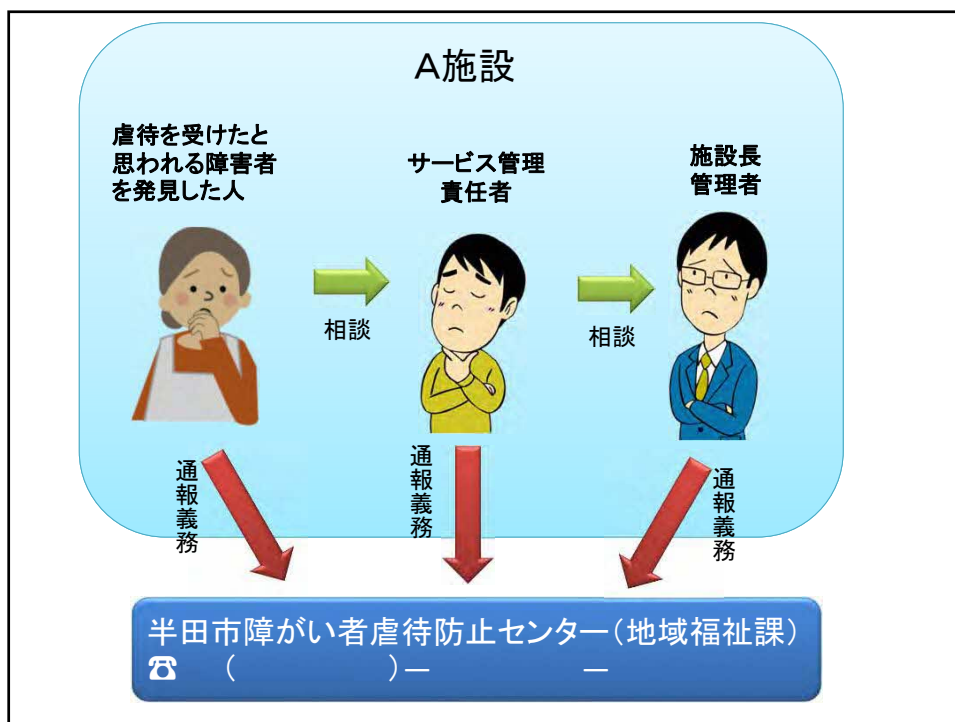 A施設
虐待を受けたと
思われる障害者
を発見した人
サービス管理
責任者
施設長
管理者
相談
相談
通報義務
通報義務
通報義務
半田市障がい者虐待防止センター(地域福祉課)
☎ (　　　　)―　　　　―